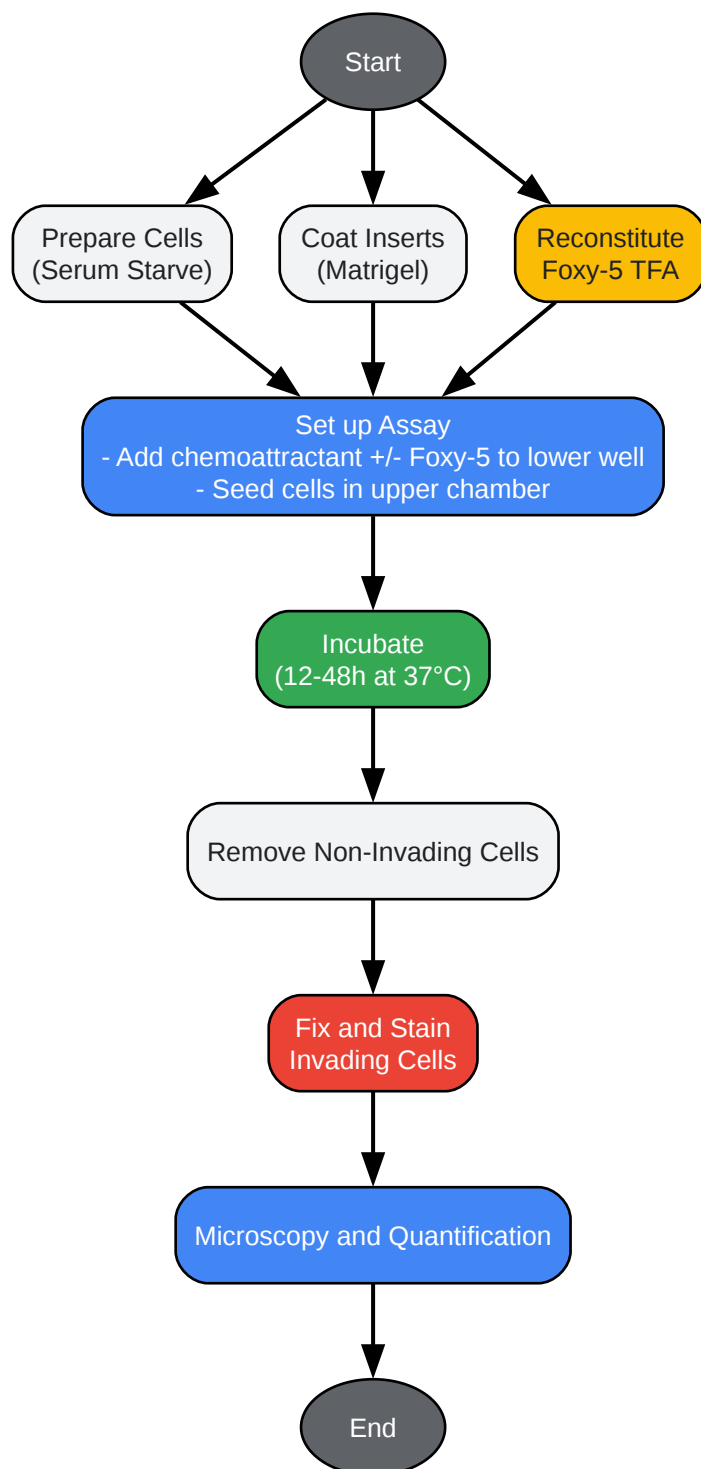 Start
Prepare Cells
(Serum Starve)
Coat Inserts
(Matrigel)
Reconstitute
Foxy-5 TFA
Set up Assay
- Add chemoattractant +/- Foxy-5 to lower well
- Seed cells in upper chamber
Incubate
(12-48h at 37°C)
Remove Non-Invading Cells
Fix and Stain
Invading Cells
Microscopy and Quantification
End